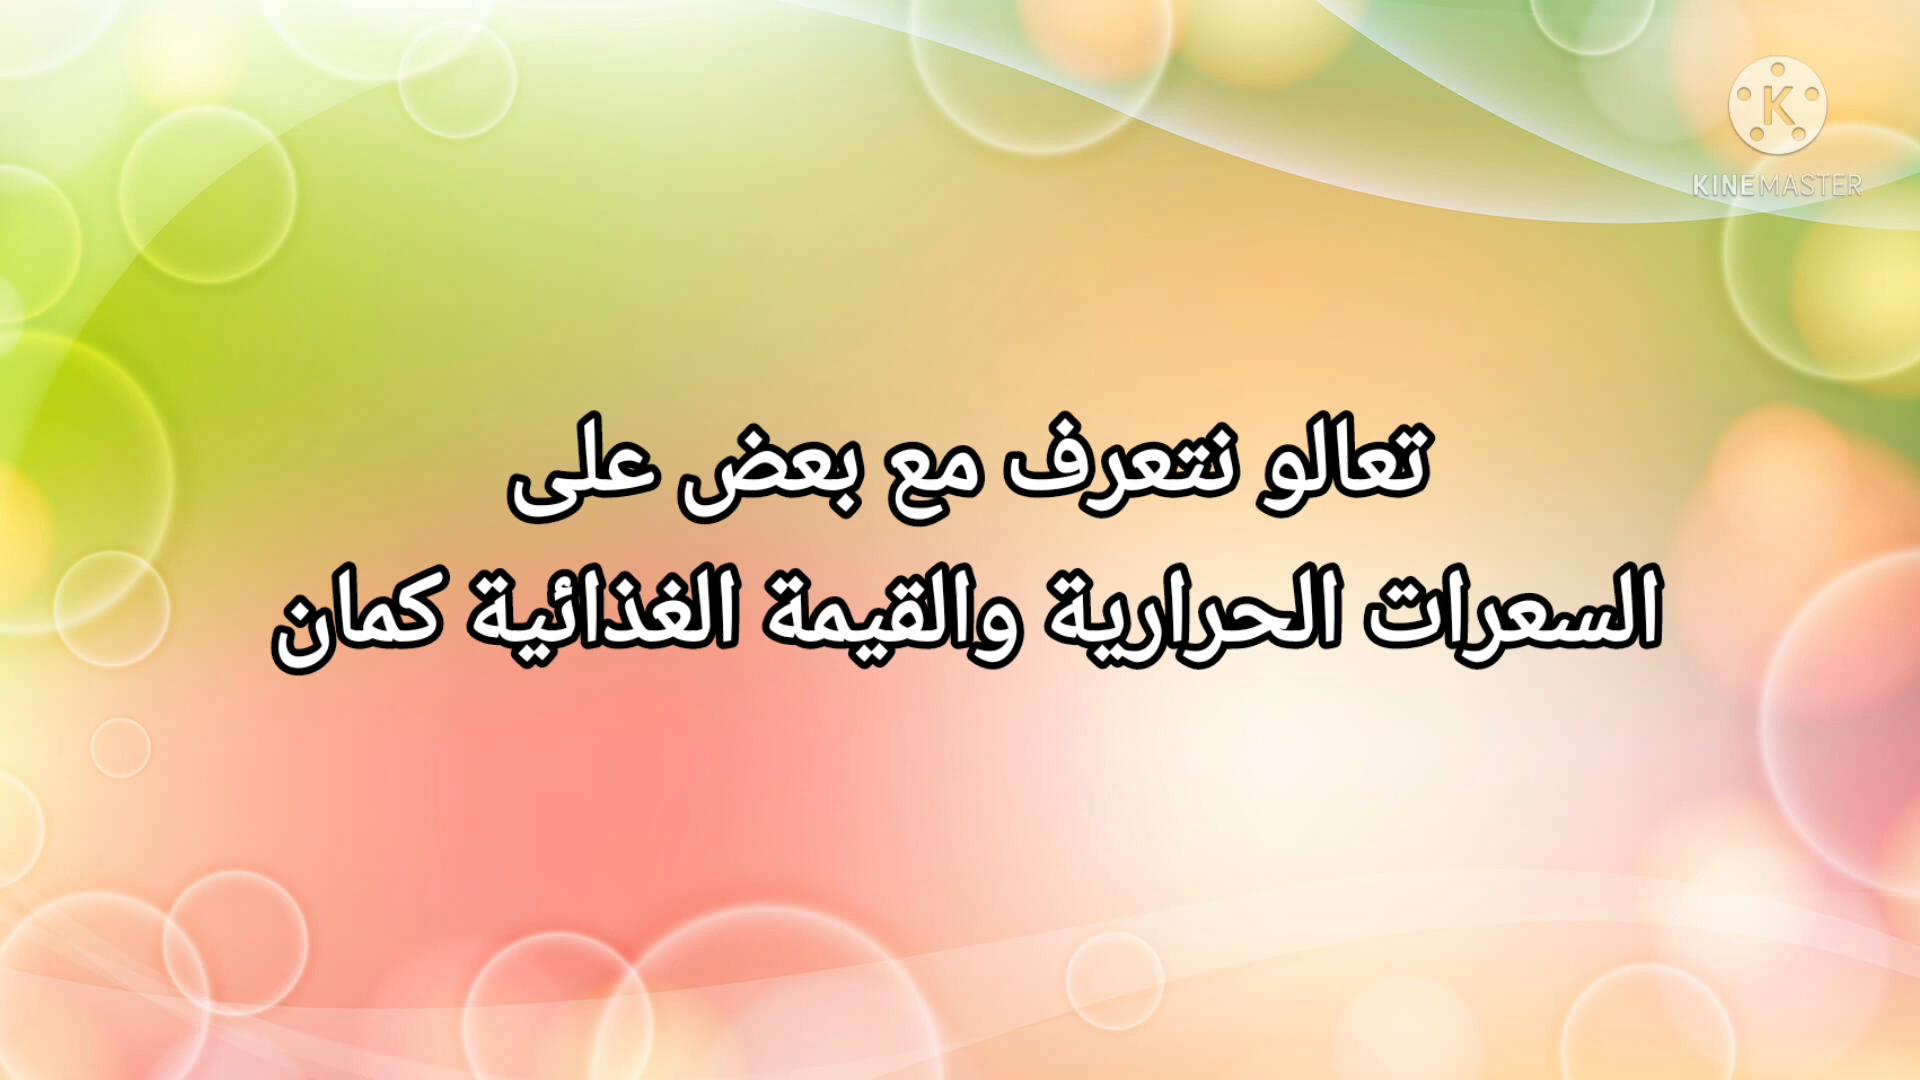 KINEMASTER
تعالو نتعرف مع بعض على
السعرات الحرارية والقيمة الغذائية كمان